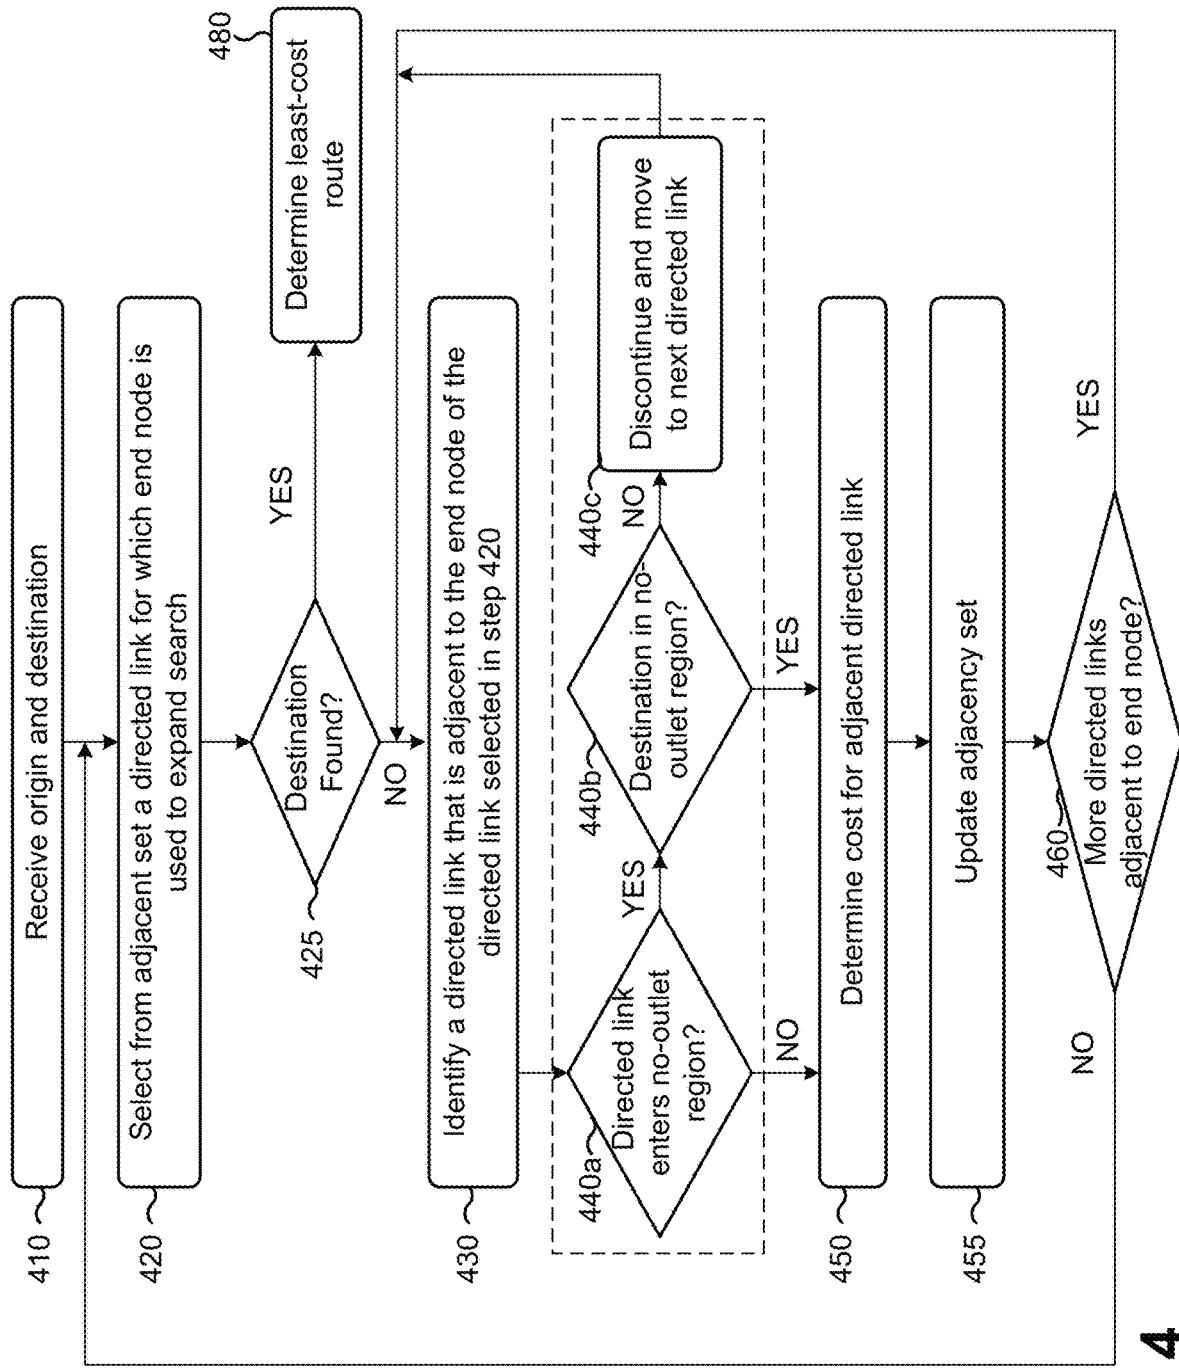 410
Receive origin and destination
420
Select from adjacent set a directed link for which end node is
used to expand search
425
Destination
Found?
YES
480
Determine least-cost
route
NO
430
Identify a directed link that is adjacent to the end node of the
directed link selected in step 420
440a
Directed link
enters no-outlet
region?
YES
440b
Destination in no-
outlet region?
NO
440c
Discontinue and move
to next directed link
NO
YES
450
Determine cost for adjacent directed link
455
Update adjacency set
460
More directed links
adjacent to end node?
NO
YES
4